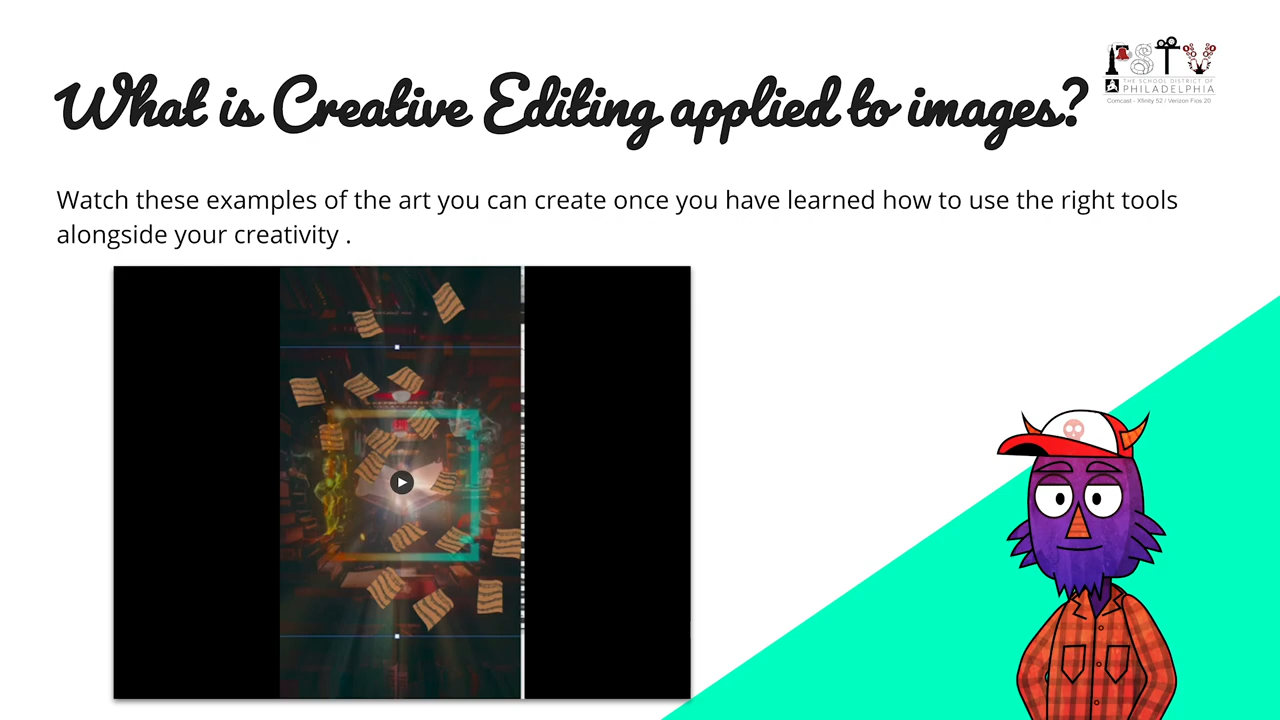 What is Creative Editing applied to images?
PSTV
THE SCHOOL DISTRICT OF
PHILADELPHIA
Comcast - Xfinity 52 / Verizon Fios 20
Watch these examples of the art you can create once you have learned how to use the right tools
alongside your creativity .